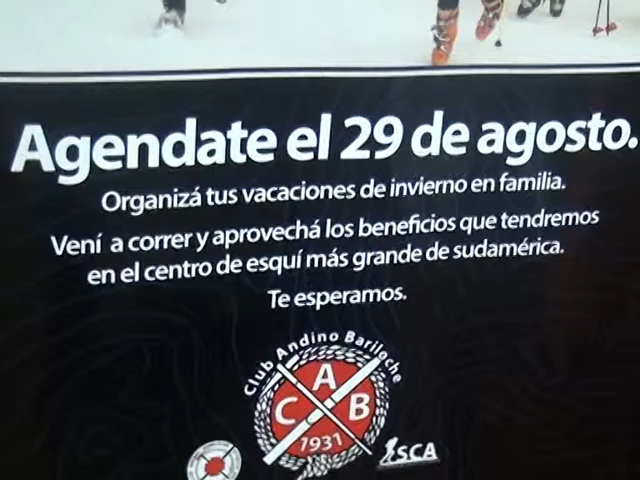 Agendate el 29 de agosto.
Organizá tus vacaciones de invierno en familia.
Vení a correr y aprovechá los beneficios que tendremos
en el centro de esquí más grande de sudamérica.
Te esperamos.
Club Andino Bariloche
A
C B
1931
SCA